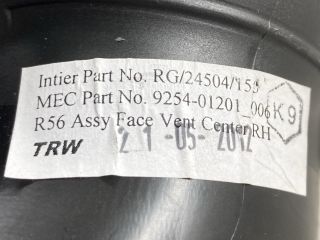 Intier Part No. RG/24504/153
MEC Part No. 9254-01201_006
K9
R56 Assy Face Vent Center RH
TRW 21-05-2012